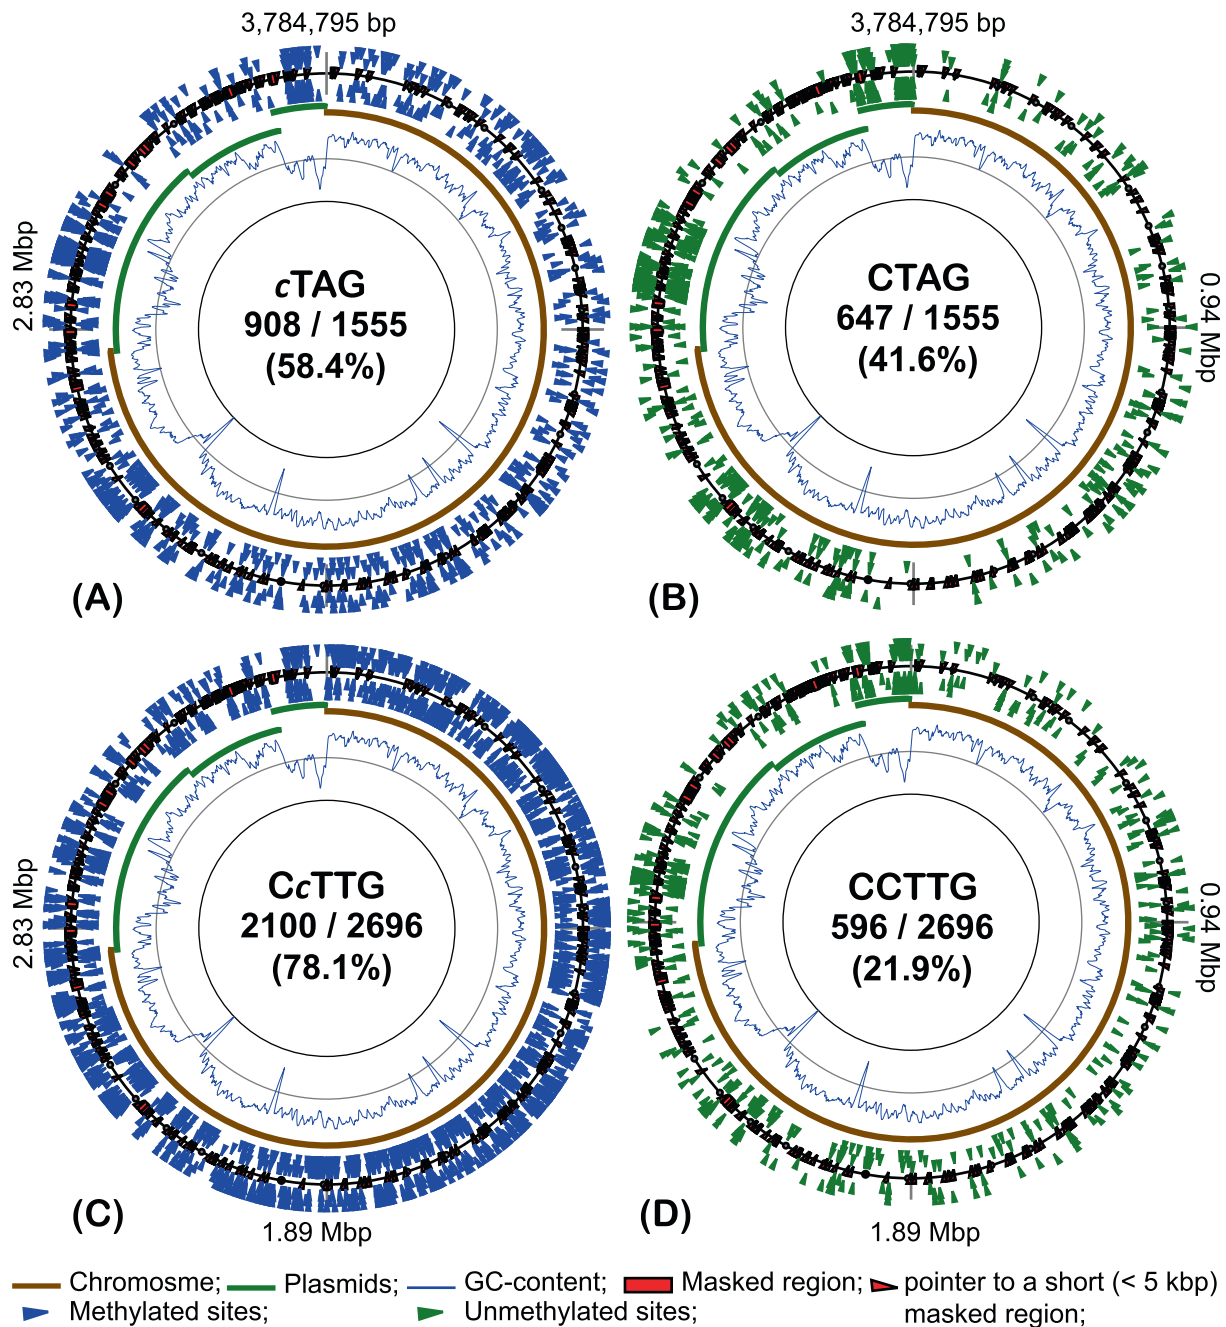 3,784,795 bp
3,784,795 bp
2.83 Mbp
cTAG
908 / 1555
(58.4%)
CTAG
647 / 1555
(41.6%)
0.94 Mbp
(A)
(B)
2.83 Mbp
CcTTG
2100 / 2696
(78.1%)
CCTTG
596 / 2696
(21.9%)
0.94 Mbp
(C)
1.89 Mbp
(D)
1.89 Mbp
Chromosme; Plasmids; GC-content; Masked region; pointer to a short (< 5 kbp)
Methylated sites; Unmethylated sites; masked region;